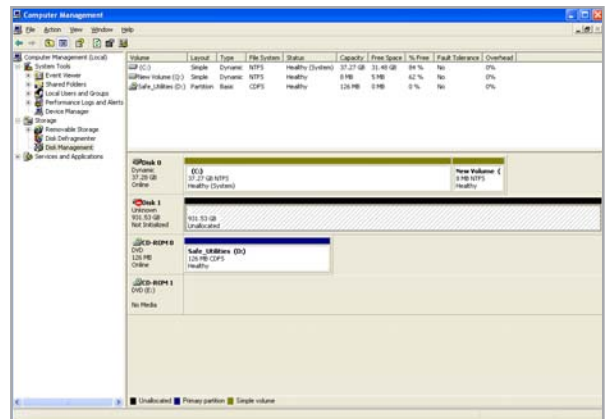 Computer Management
File Action View Window Help
Computer Management (Local)
System Tools
Event Viewer
Shared Folders
Local Users and Groups
Performance Logs and Alerts
Device Manager
Storage
Removable Storage
Disk Defragmenter
Disk Management
Services and Applications
Volume Layout Type File System Status Capacity Free Space % Free Fault Tolerance Overhead
(C:) Simple Dynamic NTFS Healthy (System) 37.27 GB 31.48 GB 84 % No 0%
New Volume (Q:) Simple Dynamic NTFS Healthy 8 MB 5 MB 62 % No 0%
Safe_Utilities (D:) Partition Basic CDFS Healthy 126 MB 0 MB 0 % No 0%
Disk 0
Dynamic
37.28 GB
Online
(C:)
37.27 GB NTFS
Healthy (System)
New Volume (
8 MB NTFS
Healthy
Disk 1
Unknown
931.53 GB
Not Initialized
931.53 GB
Unallocated
CD-ROM 0
DVD
126 MB
Online
Safe_Utilities (D:)
126 MB CDFS
Healthy
CD-ROM 1
DVD (E:)
No Media
Unallocated Primary partition Simple volume